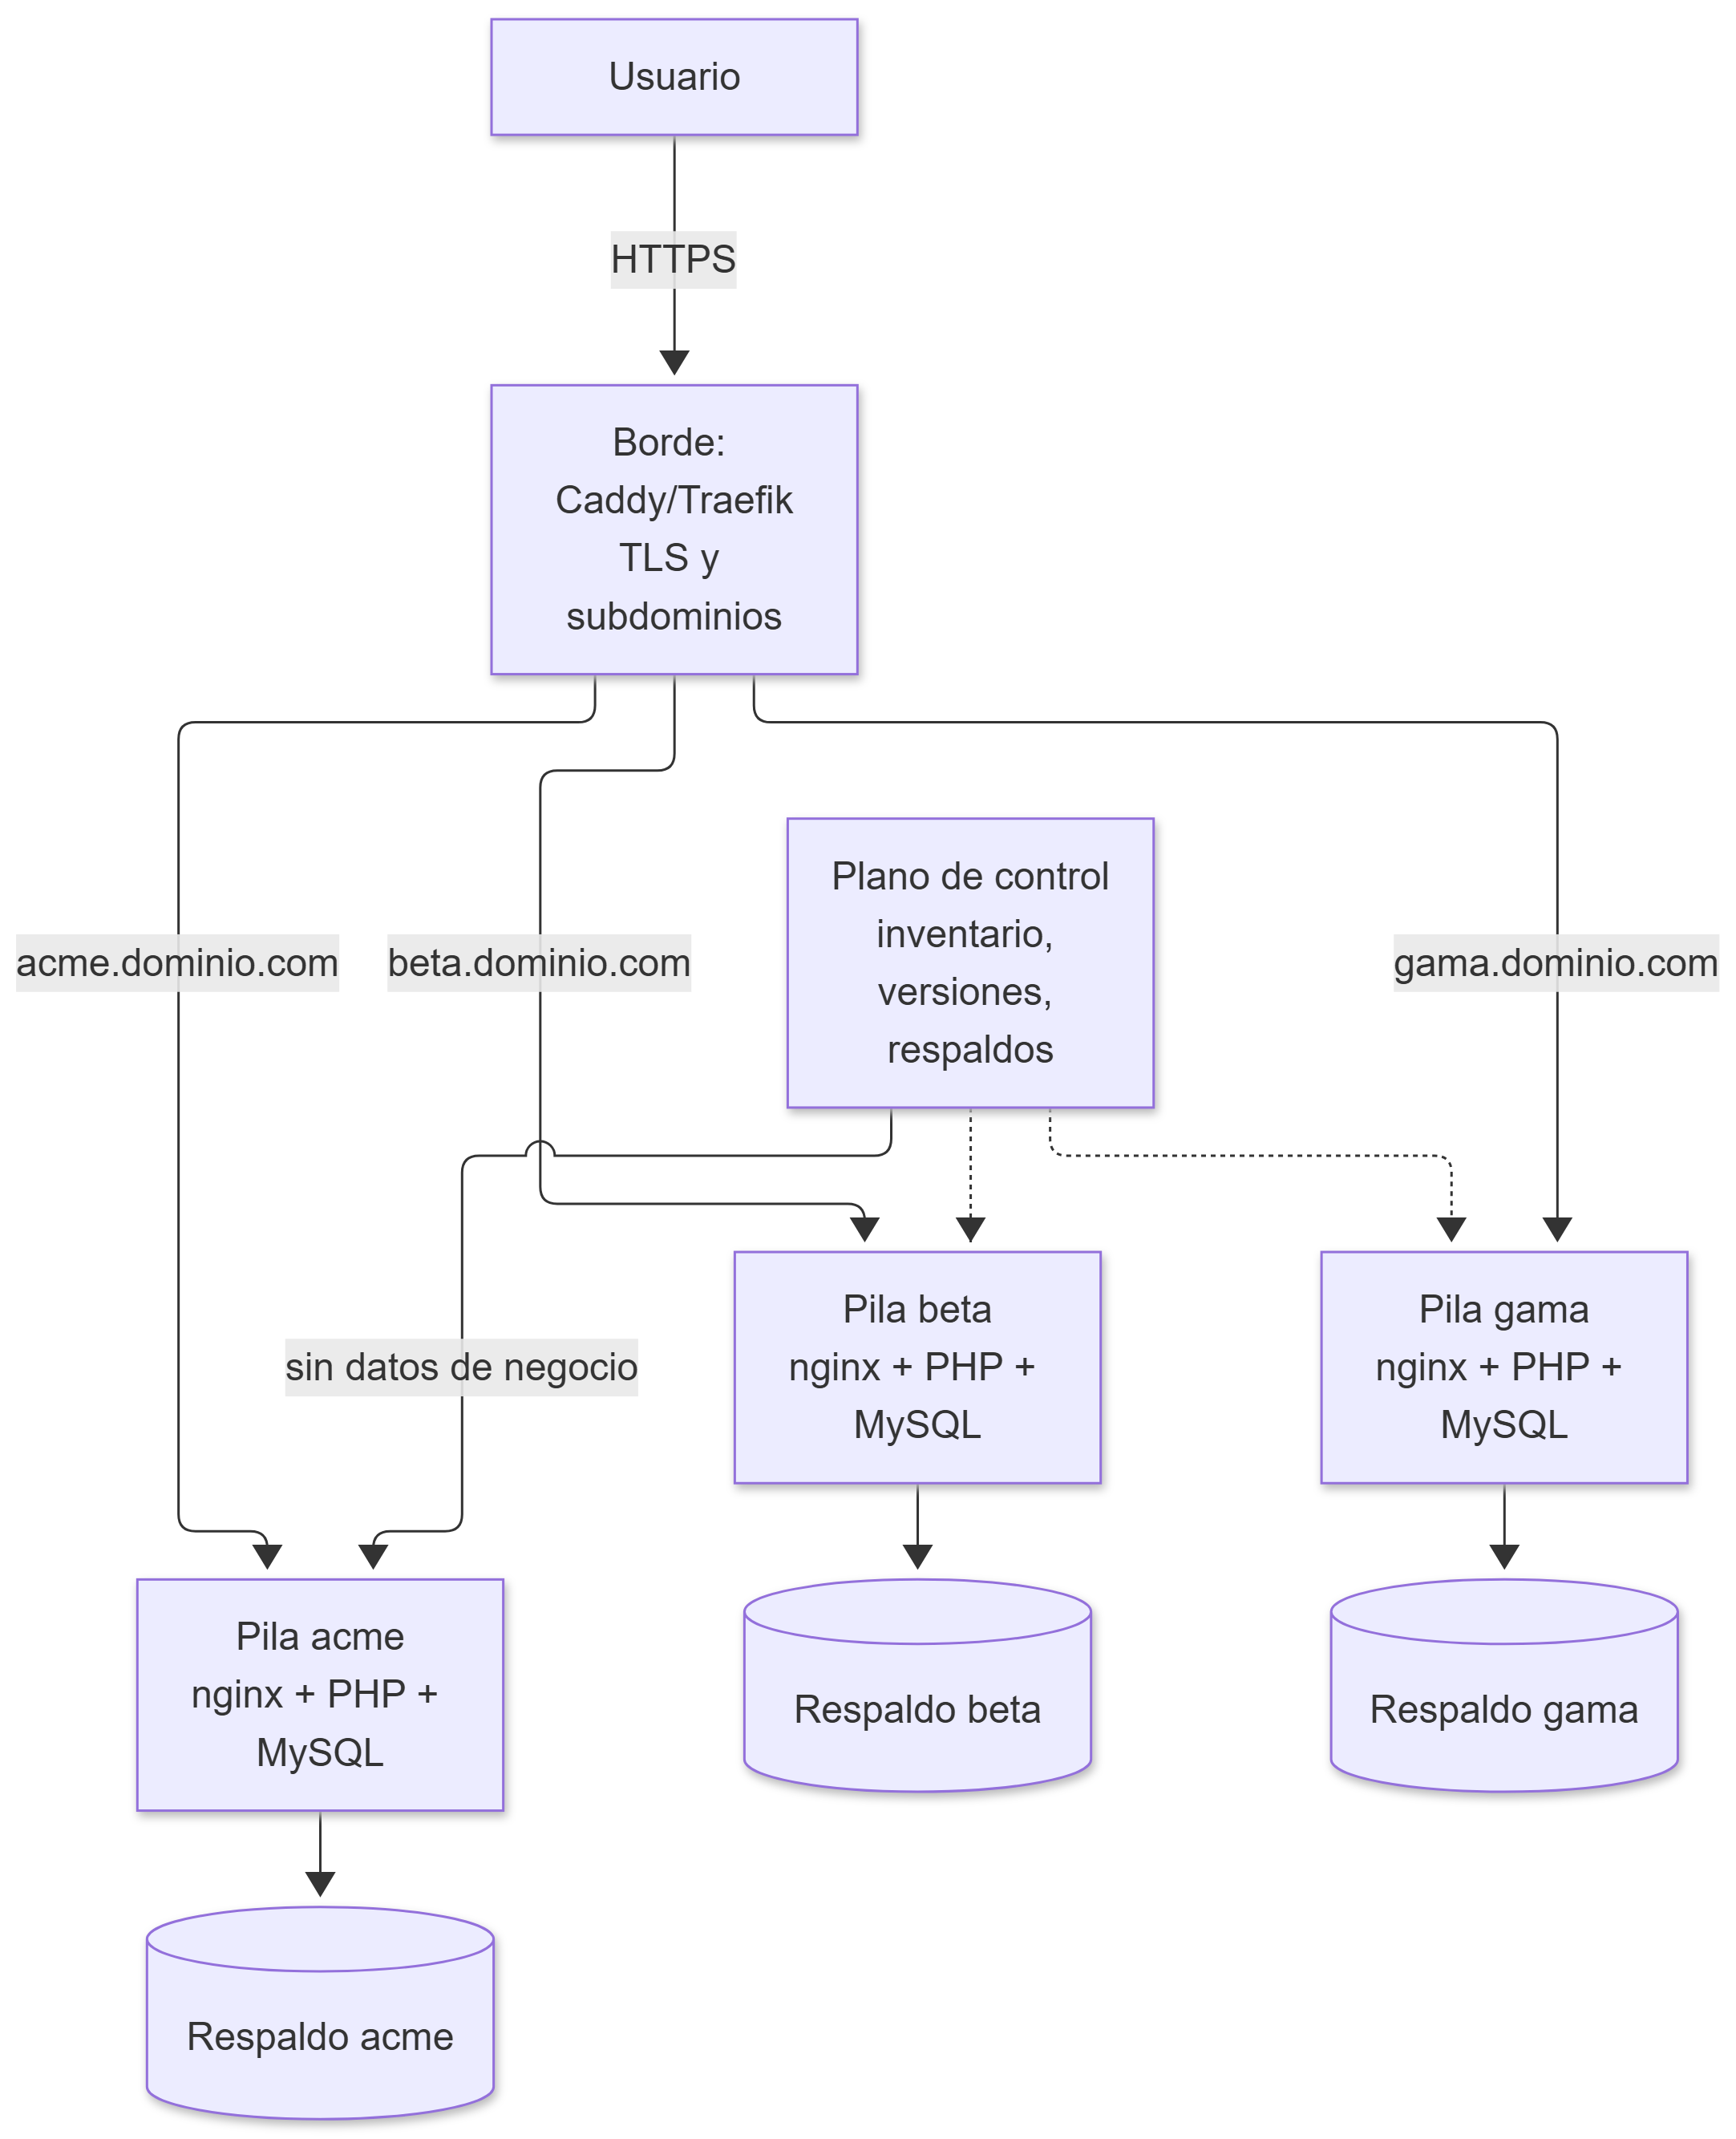 Usuario
HTTPS
Borde:
Caddy/Traefik
TLS y
subdominios
acme.dominio.com
beta.dominio.com
gama.dominio.com
Plano de control
inventario,
versiones,
respaldos
sin datos de negocio
Pila beta
nginx + PHP +
MySQL
Pila gama
nginx + PHP +
MySQL
Pila acme
nginx + PHP +
MySQL
Respaldo beta
Respaldo gama
Respaldo acme